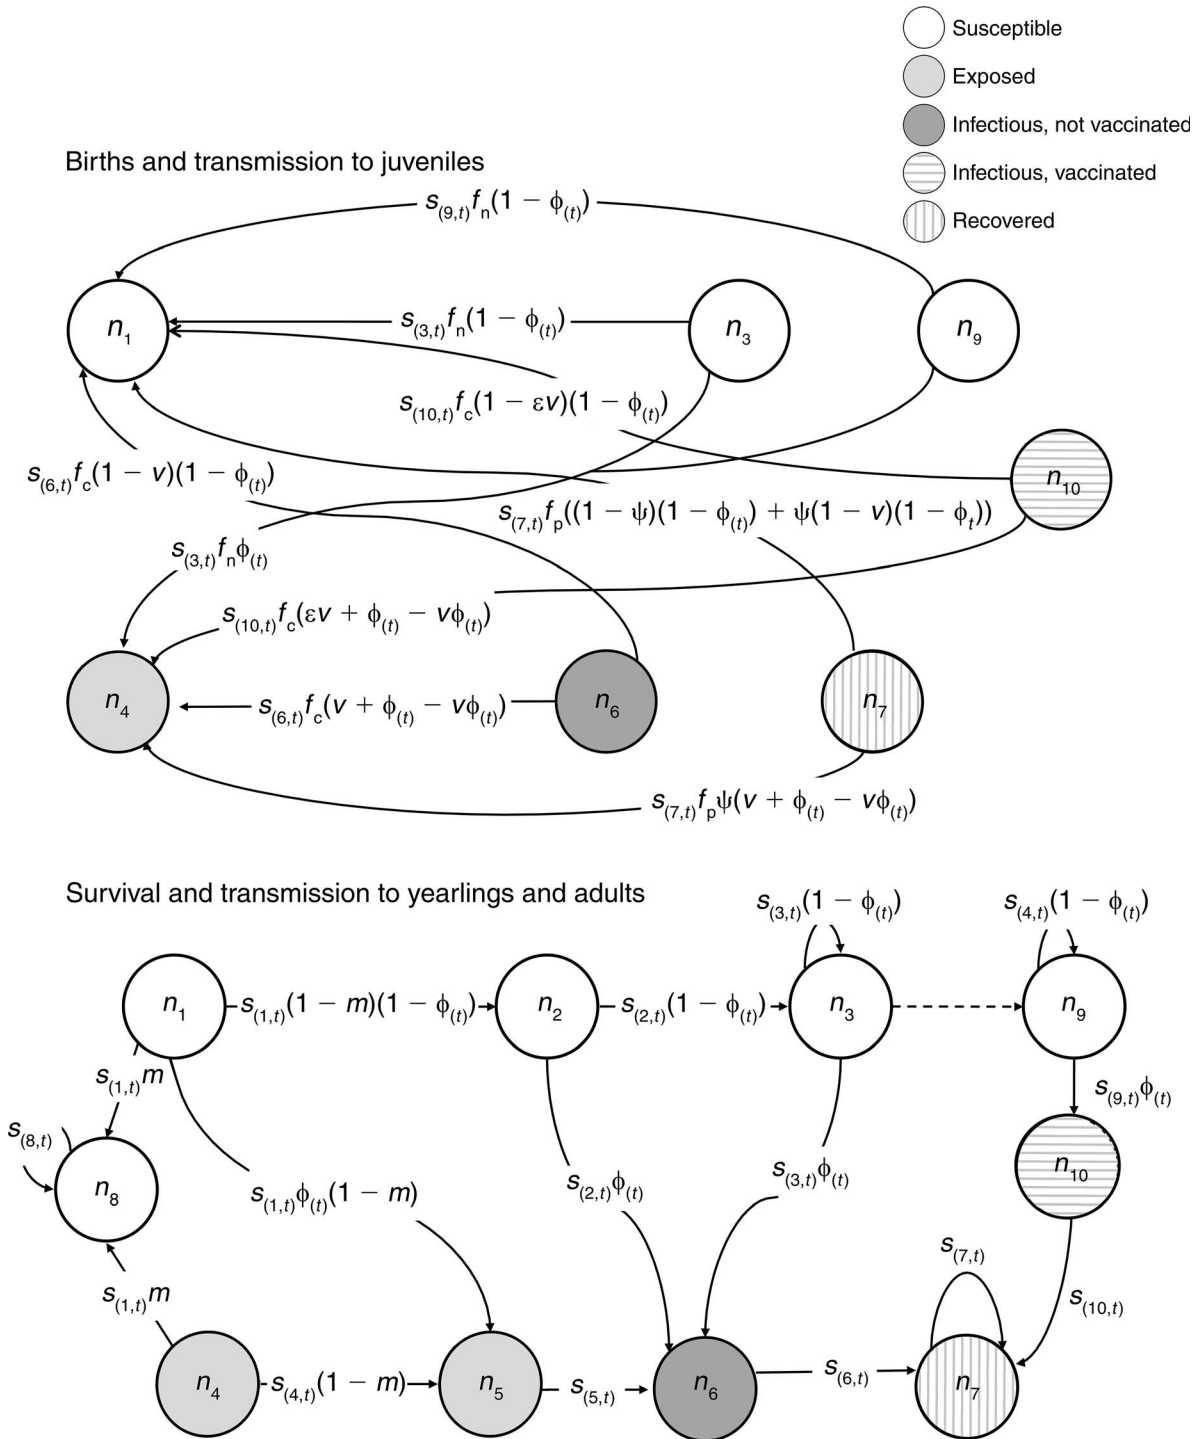 Susceptible
Exposed
Infectious, not vaccinated
Infectious, vaccinated
Recovered
Births and transmission to juveniles
s(9,t)fn(1 − ϕ(t))
n1
s(3,t)fn(1 − ϕ(t))
n3
n9
s(10,t)fc(1 − εv)(1 − ϕ(t))
s(6,t)fc(1 − v)(1 − ϕ(t))
n10
s(7,t)fp((1 − ψ)(1 − ϕ(t)) + ψ(1 − v)(1 − ϕt))
s(3,t)fnϕ(t)
s(10,t)fc(εv + ϕ(t) − vϕ(t))
n4
s(6,t)fc(v + ϕ(t) − vϕ(t))
n6
n7
s(7,t)fpψ(v + ϕ(t) − vϕ(t))
Survival and transmission to yearlings and adults
s(3,t)(1 − ϕ(t))
s(4,t)(1 − ϕ(t))
n1
s(1,t)(1 − m)(1 − ϕ(t))
n2
s(2,t)(1 − ϕ(t))
n3
n9
s(1,t)m
s(9,t)ϕ(t)
s(8,t)
n8
n10
s(1,t)ϕ(t)(1 − m)
s(2,t)ϕ(t)
s(3,t)ϕ(t)
s(7,t)
s(1,t)m
s(10,t)
n4
s(4,t)(1 − m)
n5
s(5,t)
n6
s(6,t)
n7